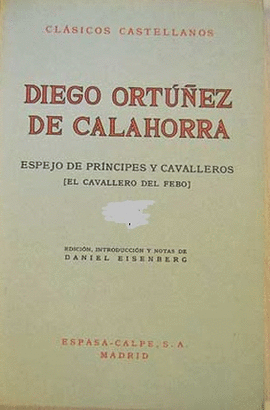 CLÁSICOS CASTELLANOS
DIEGO ORTÚÑEZ
DE CALAHORRA
ESPEJO DE PRÍNCIPES Y CAVALLEROS
[EL CAVALLERO DEL FEBO]
EDICIÓN, INTRODUCCIÓN Y NOTAS DE
DANIEL EISENBERG
ESPASA-CALPE, S. A.
MADRID